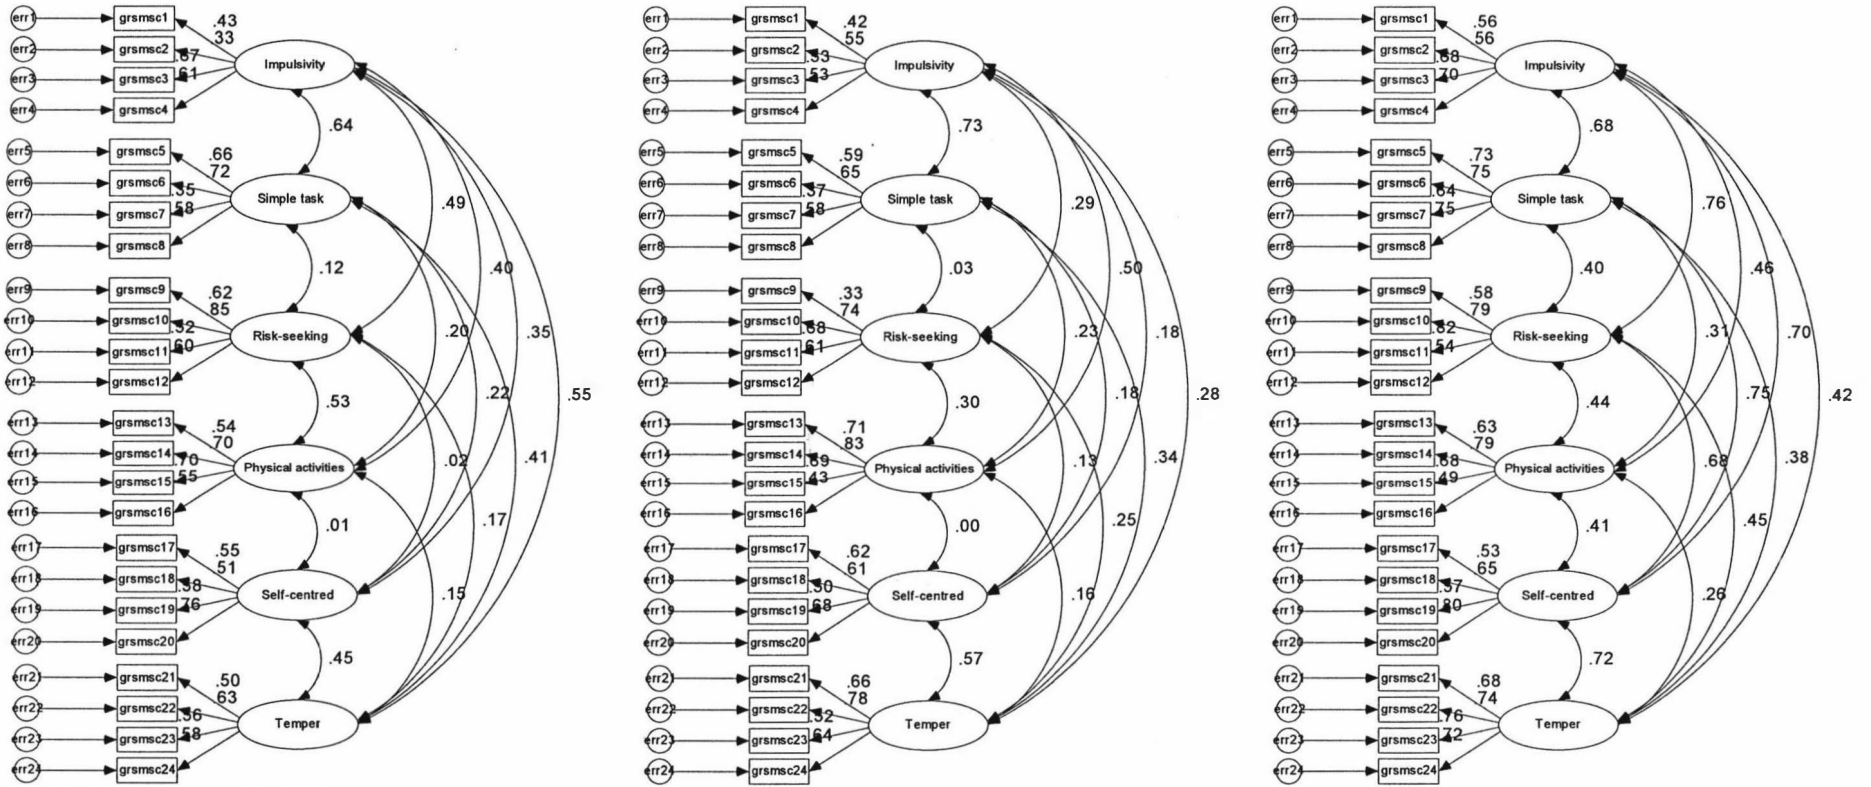 err1 grsmsc1 .43
.33
err2 grsmsc2 .67
Impulsivity
err3 grsmsc3 .61
err4 grsmsc4
.64
err5 grsmsc5 .66
.72
err6 grsmsc6 .35
Simple task
err7 grsmsc7 .58
.49
err8 grsmsc8
.12
.40
err9 grsmsc9 .62
.85
err10 grsmsc10
Risk-seeking
.20
.35
err11 grsmsc11 .60
err12 grsmsc12
.53
.22
.55
err13 grsmsc13 .54
.70
err14 grsmsc14 .70
Physical activities
.02
.41
err15 grsmsc15 .55
err16 grsmsc16
.01
.17
err17 grsmsc17 .55
.51
err18 grsmsc18
Self-centred
.15
err19 grsmsc19 .76
err20 grsmsc20
.45
err21 grsmsc21 .50
.63
err22 grsmsc22
Temper
err23 grsmsc23 .58
err24 grsmsc24
err1 grsmsc1 .42
.55
err2 grsmsc2
Impulsivity
err3 grsmsc3 .53
err4 grsmsc4
.73
err5 grsmsc5 .59
.65
err6 grsmsc6
Simple task
err7 grsmsc7 .58
.29
err8 grsmsc8
.03
.50
err9 grsmsc9 .33
.74
err10 grsmsc10 .68
Risk-seeking
.23
.18
err11 grsmsc11 .61
err12 grsmsc12
.30
.18
.28
err13 grsmsc13 .71
.83
err14 grsmsc14 .69
Physical activities
.13
.34
err15 grsmsc15 .43
err16 grsmsc16
.00
.25
err17 grsmsc17 .62
.61
err18 grsmsc18
Self-centred
.16
err19 grsmsc19 .68
err20 grsmsc20
.57
err21 grsmsc21 .66
.78
err22 grsmsc22
Temper
err23 grsmsc23 .64
err24 grsmsc24
err1 grsmsc1 .56
.56
err2 grsmsc2 .68
Impulsivity
err3 grsmsc3 .70
err4 grsmsc4
.68
err5 grsmsc5 .73
.75
err6 grsmsc6 .64
Simple task
err7 grsmsc7 .75
.76
err8 grsmsc8
.40
.46
err9 grsmsc9 .58
.79
err10 grsmsc10
Risk-seeking
.31
.70
err11 grsmsc11 .54
err12 grsmsc12
.44
.75
.42
err13 grsmsc13 .63
.79
err14 grsmsc14 .68
Physical activities
.68
.38
err15 grsmsc15 .49
err16 grsmsc16
.41
.45
err17 grsmsc17 .53
.65
err18 grsmsc18
Self-centred
.26
err19 grsmsc19 .80
err20 grsmsc20
.72
err21 grsmsc21 .68
.74
err22 grsmsc22 .76
Temper
err23 grsmsc23 .72
err24 grsmsc24